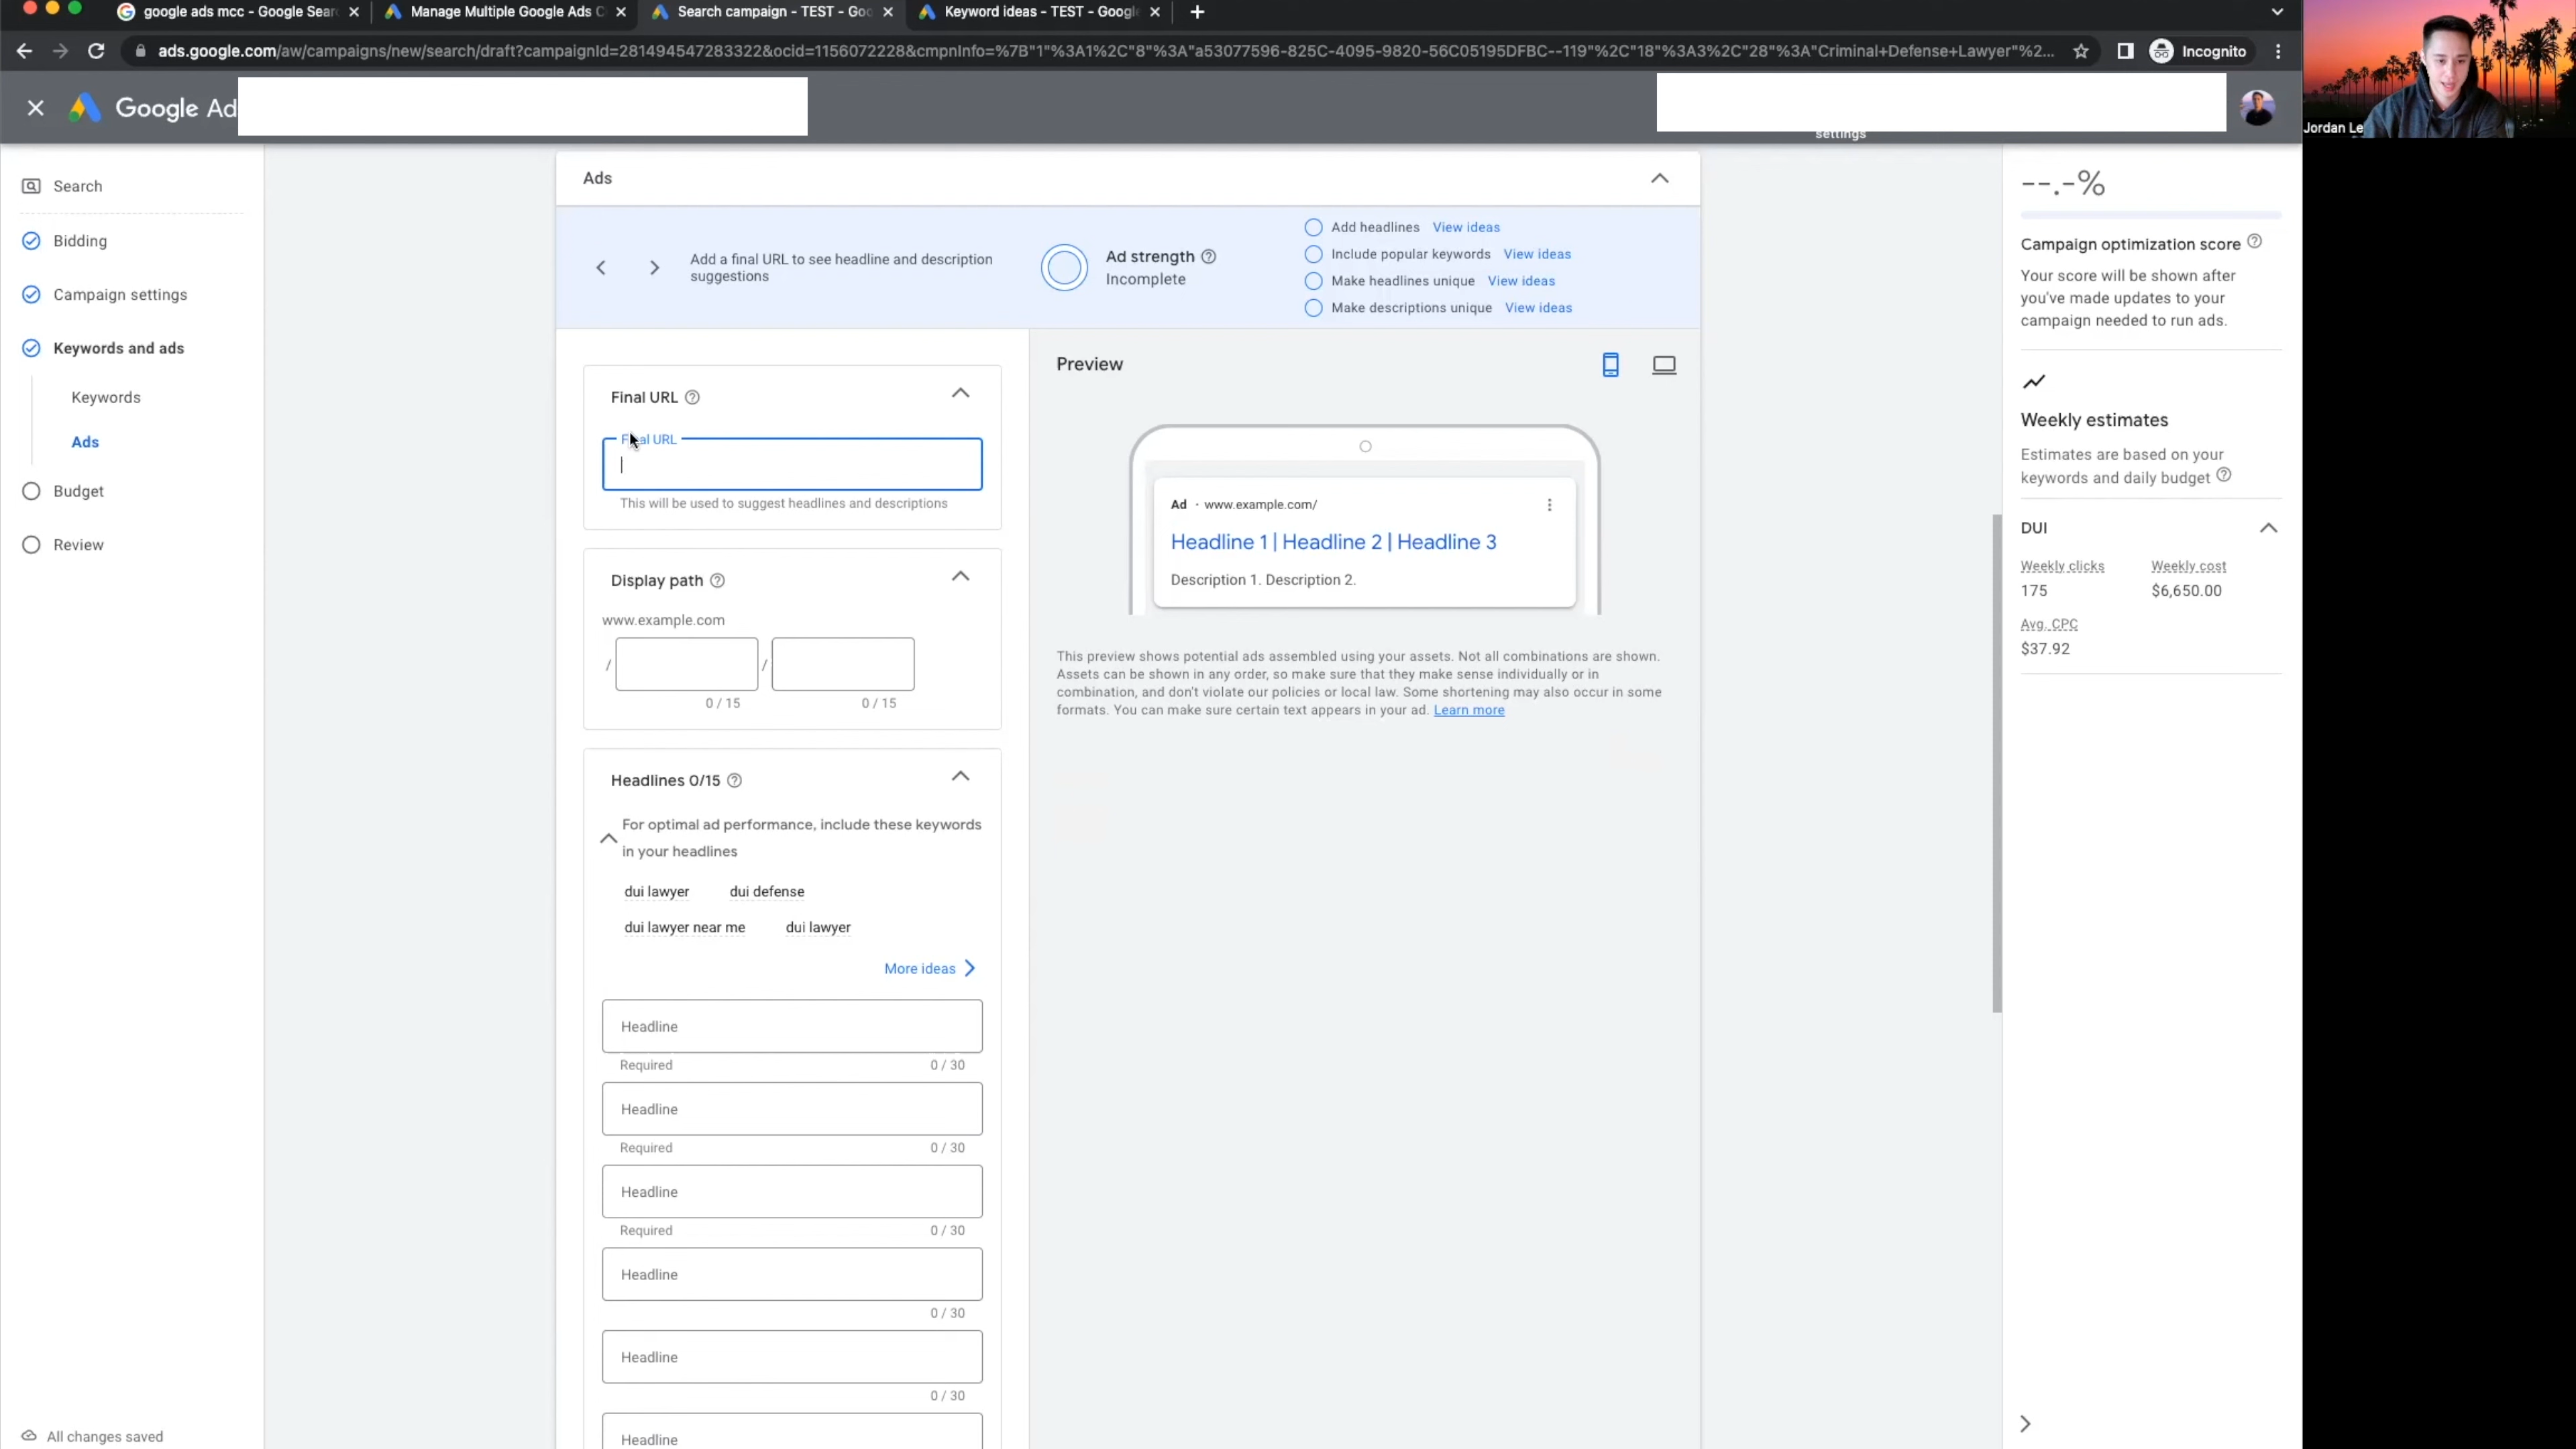 google ads mcc - Google Sear
Manage Multiple Google Ads C
Search campaign - TEST - Goo
Keyword ideas - TEST - Google
ads.google.com/aw/campaigns/new/search/draft?campaignId=281494547283322&ocid=1156072228&cmpnInfo=%7B"1"%3A1%2C"8"%3A"a53077596-825C-4095-9820-56C05195DFBC--119"%2C"18"%3A3%2C"28"%3A"Criminal+Defense+Lawyer"%2...
Incognito
Google Ad
settings
Jordan Le
Search
Bidding
Campaign settings
Keywords and ads
Keywords
Ads
Budget
Review
All changes saved
Ads
Add a final URL to see headline and description
suggestions
Ad strength
Incomplete
Add headlines View ideas
Include popular keywords View ideas
Make headlines unique View ideas
Make descriptions unique View ideas
Final URL
Final URL
This will be used to suggest headlines and descriptions
Display path
www.example.com
/
/
0 / 15
0 / 15
Headlines 0/15
For optimal ad performance, include these keywords
in your headlines
dui lawyer dui defense
dui lawyer near me dui lawyer
More ideas
Headline
Required 0 / 30
Headline
Required 0 / 30
Headline
Required 0 / 30
Headline
0 / 30
Headline
0 / 30
Headline
Preview
Ad · www.example.com/
Headline 1 | Headline 2 | Headline 3
Description 1. Description 2.
This preview shows potential ads assembled using your assets. Not all combinations are shown.
Assets can be shown in any order, so make sure that they make sense individually or in
combination, and don't violate our policies or local law. Some shortening may also occur in some
formats. You can make sure certain text appears in your ad. Learn more
--.-%
Campaign optimization score
Your score will be shown after
you've made updates to your
campaign needed to run ads.
Weekly estimates
Estimates are based on your
keywords and daily budget
DUI
Weekly clicks Weekly cost
175 $6,650.00
Avg. CPC
$37.92